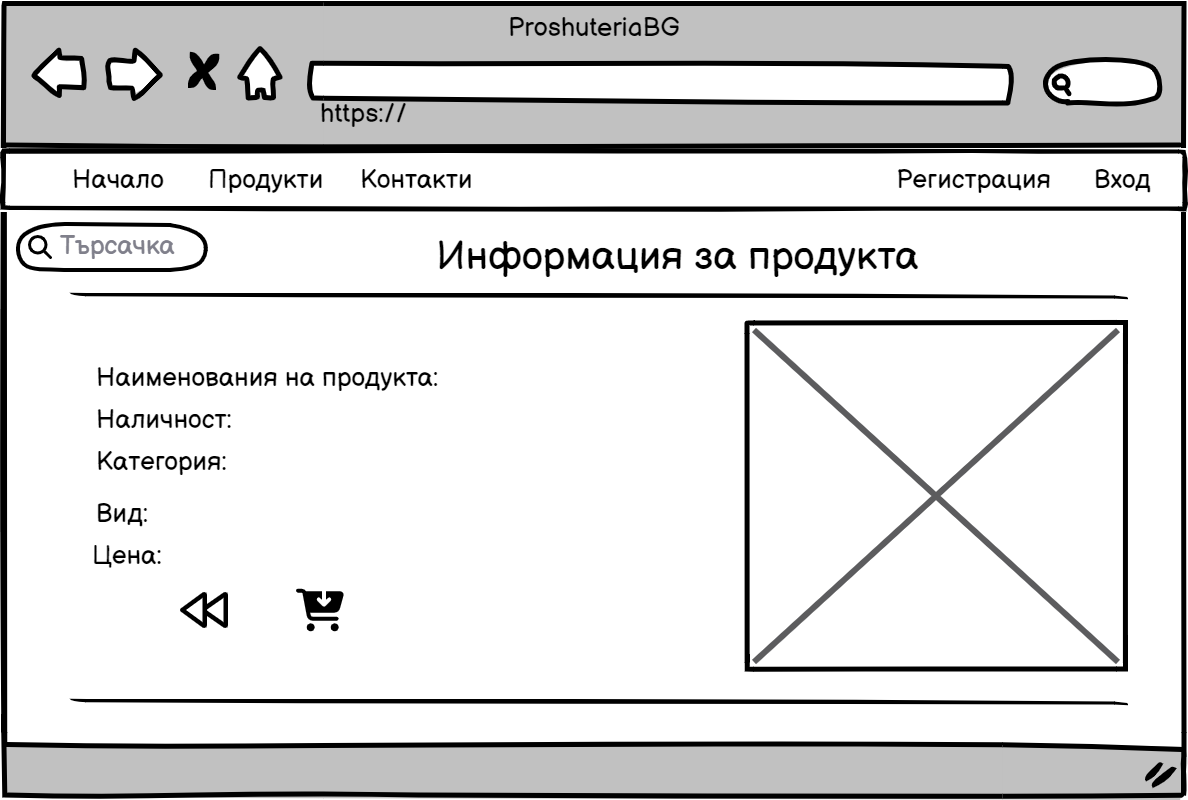 ProshuteriaBG
https://
Начало Продукти Контакти Регистрация Вход
Търсачка
Информация за продукта
Наименования на продукта:
Наличност:
Категория:
Вид:
Цена: